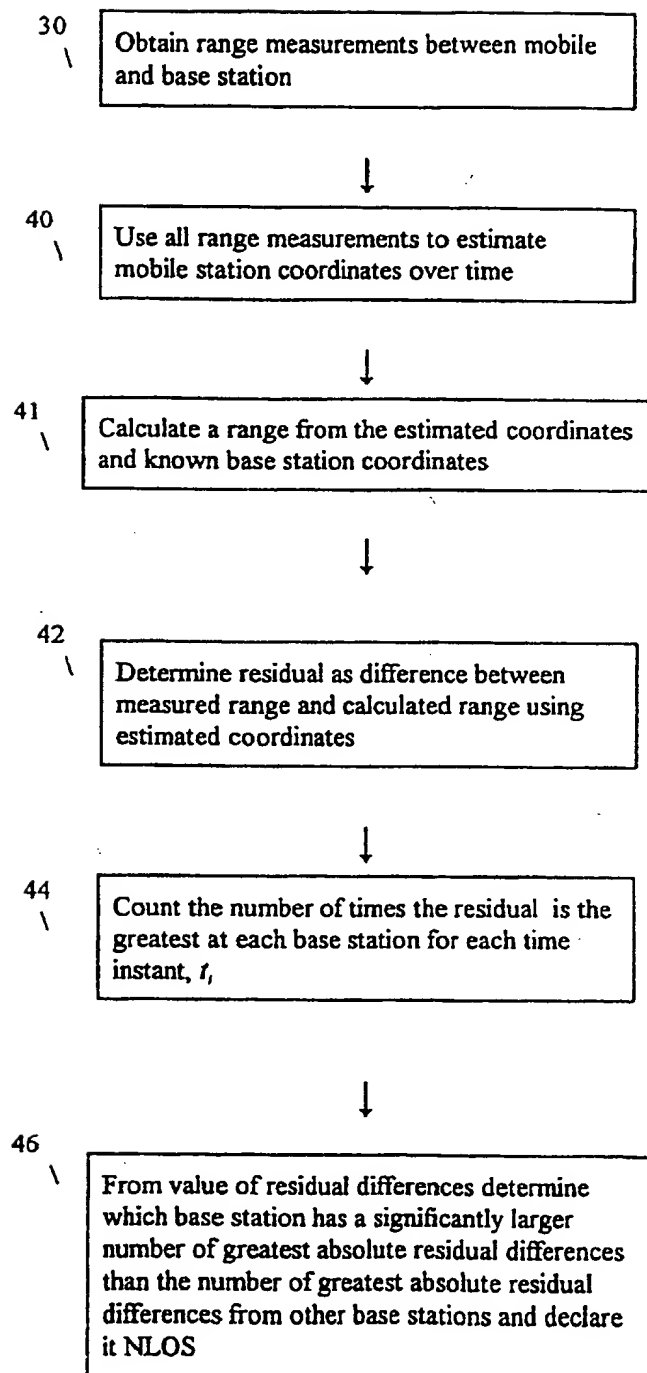 30
Obtain range measurements between mobile
and base station
40
Use all range measurements to estimate
mobile station coordinates over time
41
Calculate a range from the estimated coordinates
and known base station coordinates
42
Determine residual as difference between
measured range and calculated range using
estimated coordinates
44
Count the number of times the residual is the
greatest at each base station for each time
instant, tᵢ
46
From value of residual differences determine
which base station has a significantly larger
number of greatest absolute residual differences
than the number of greatest absolute residual
differences from other base stations and declare
it NLOS